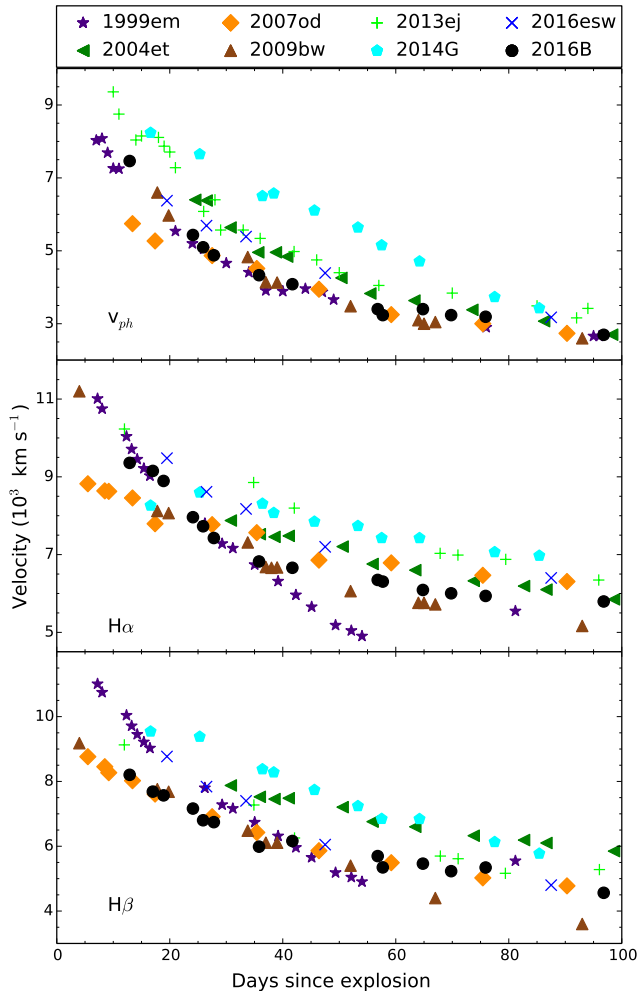 1999em 2007od 2013ej 2016esw
2004et 2009bw 2014G 2016B
9
7
5
3
v_ph
11
9
7
5
Hα
Velocity (10³ km s⁻¹)
10
8
6
4
Hβ
0 20 40 60 80 100
Days since explosion